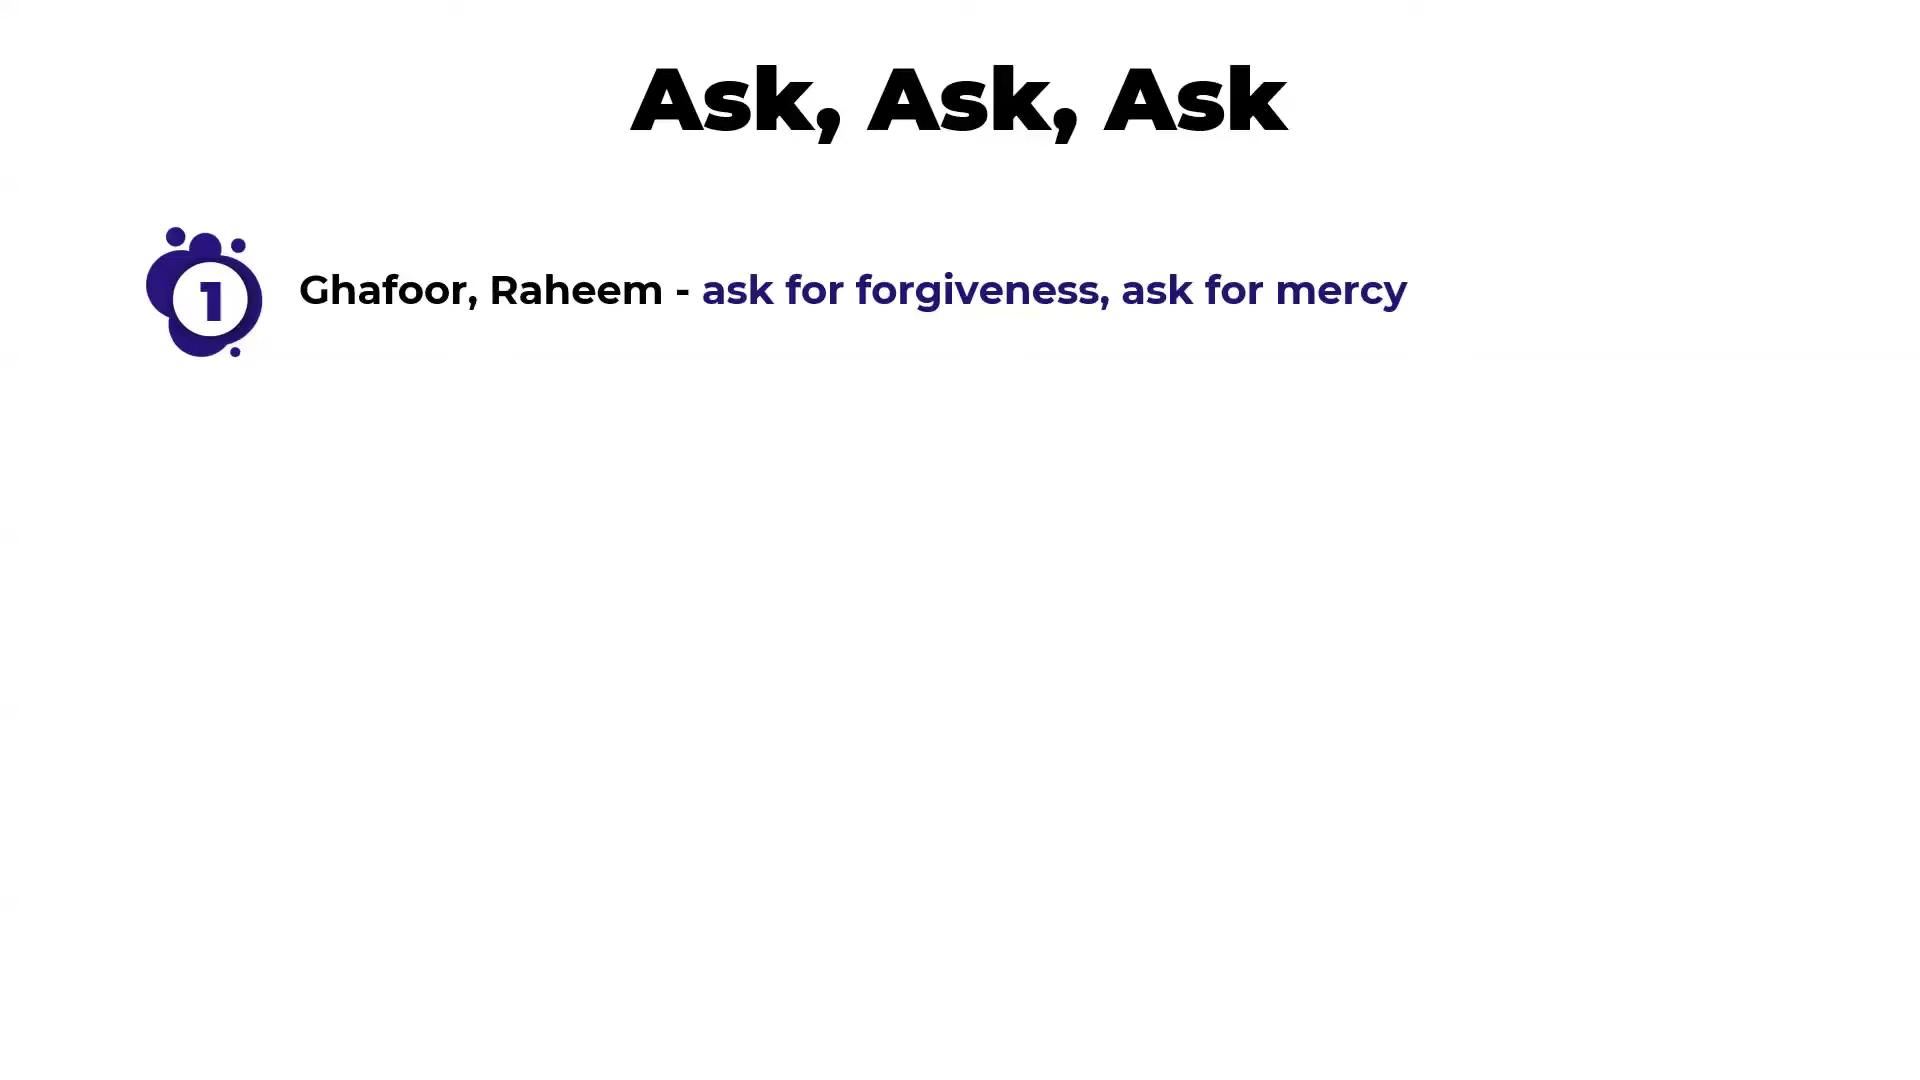 Ask, Ask, Ask
1
Ghafoor, Raheem - ask for forgiveness, ask for mercy